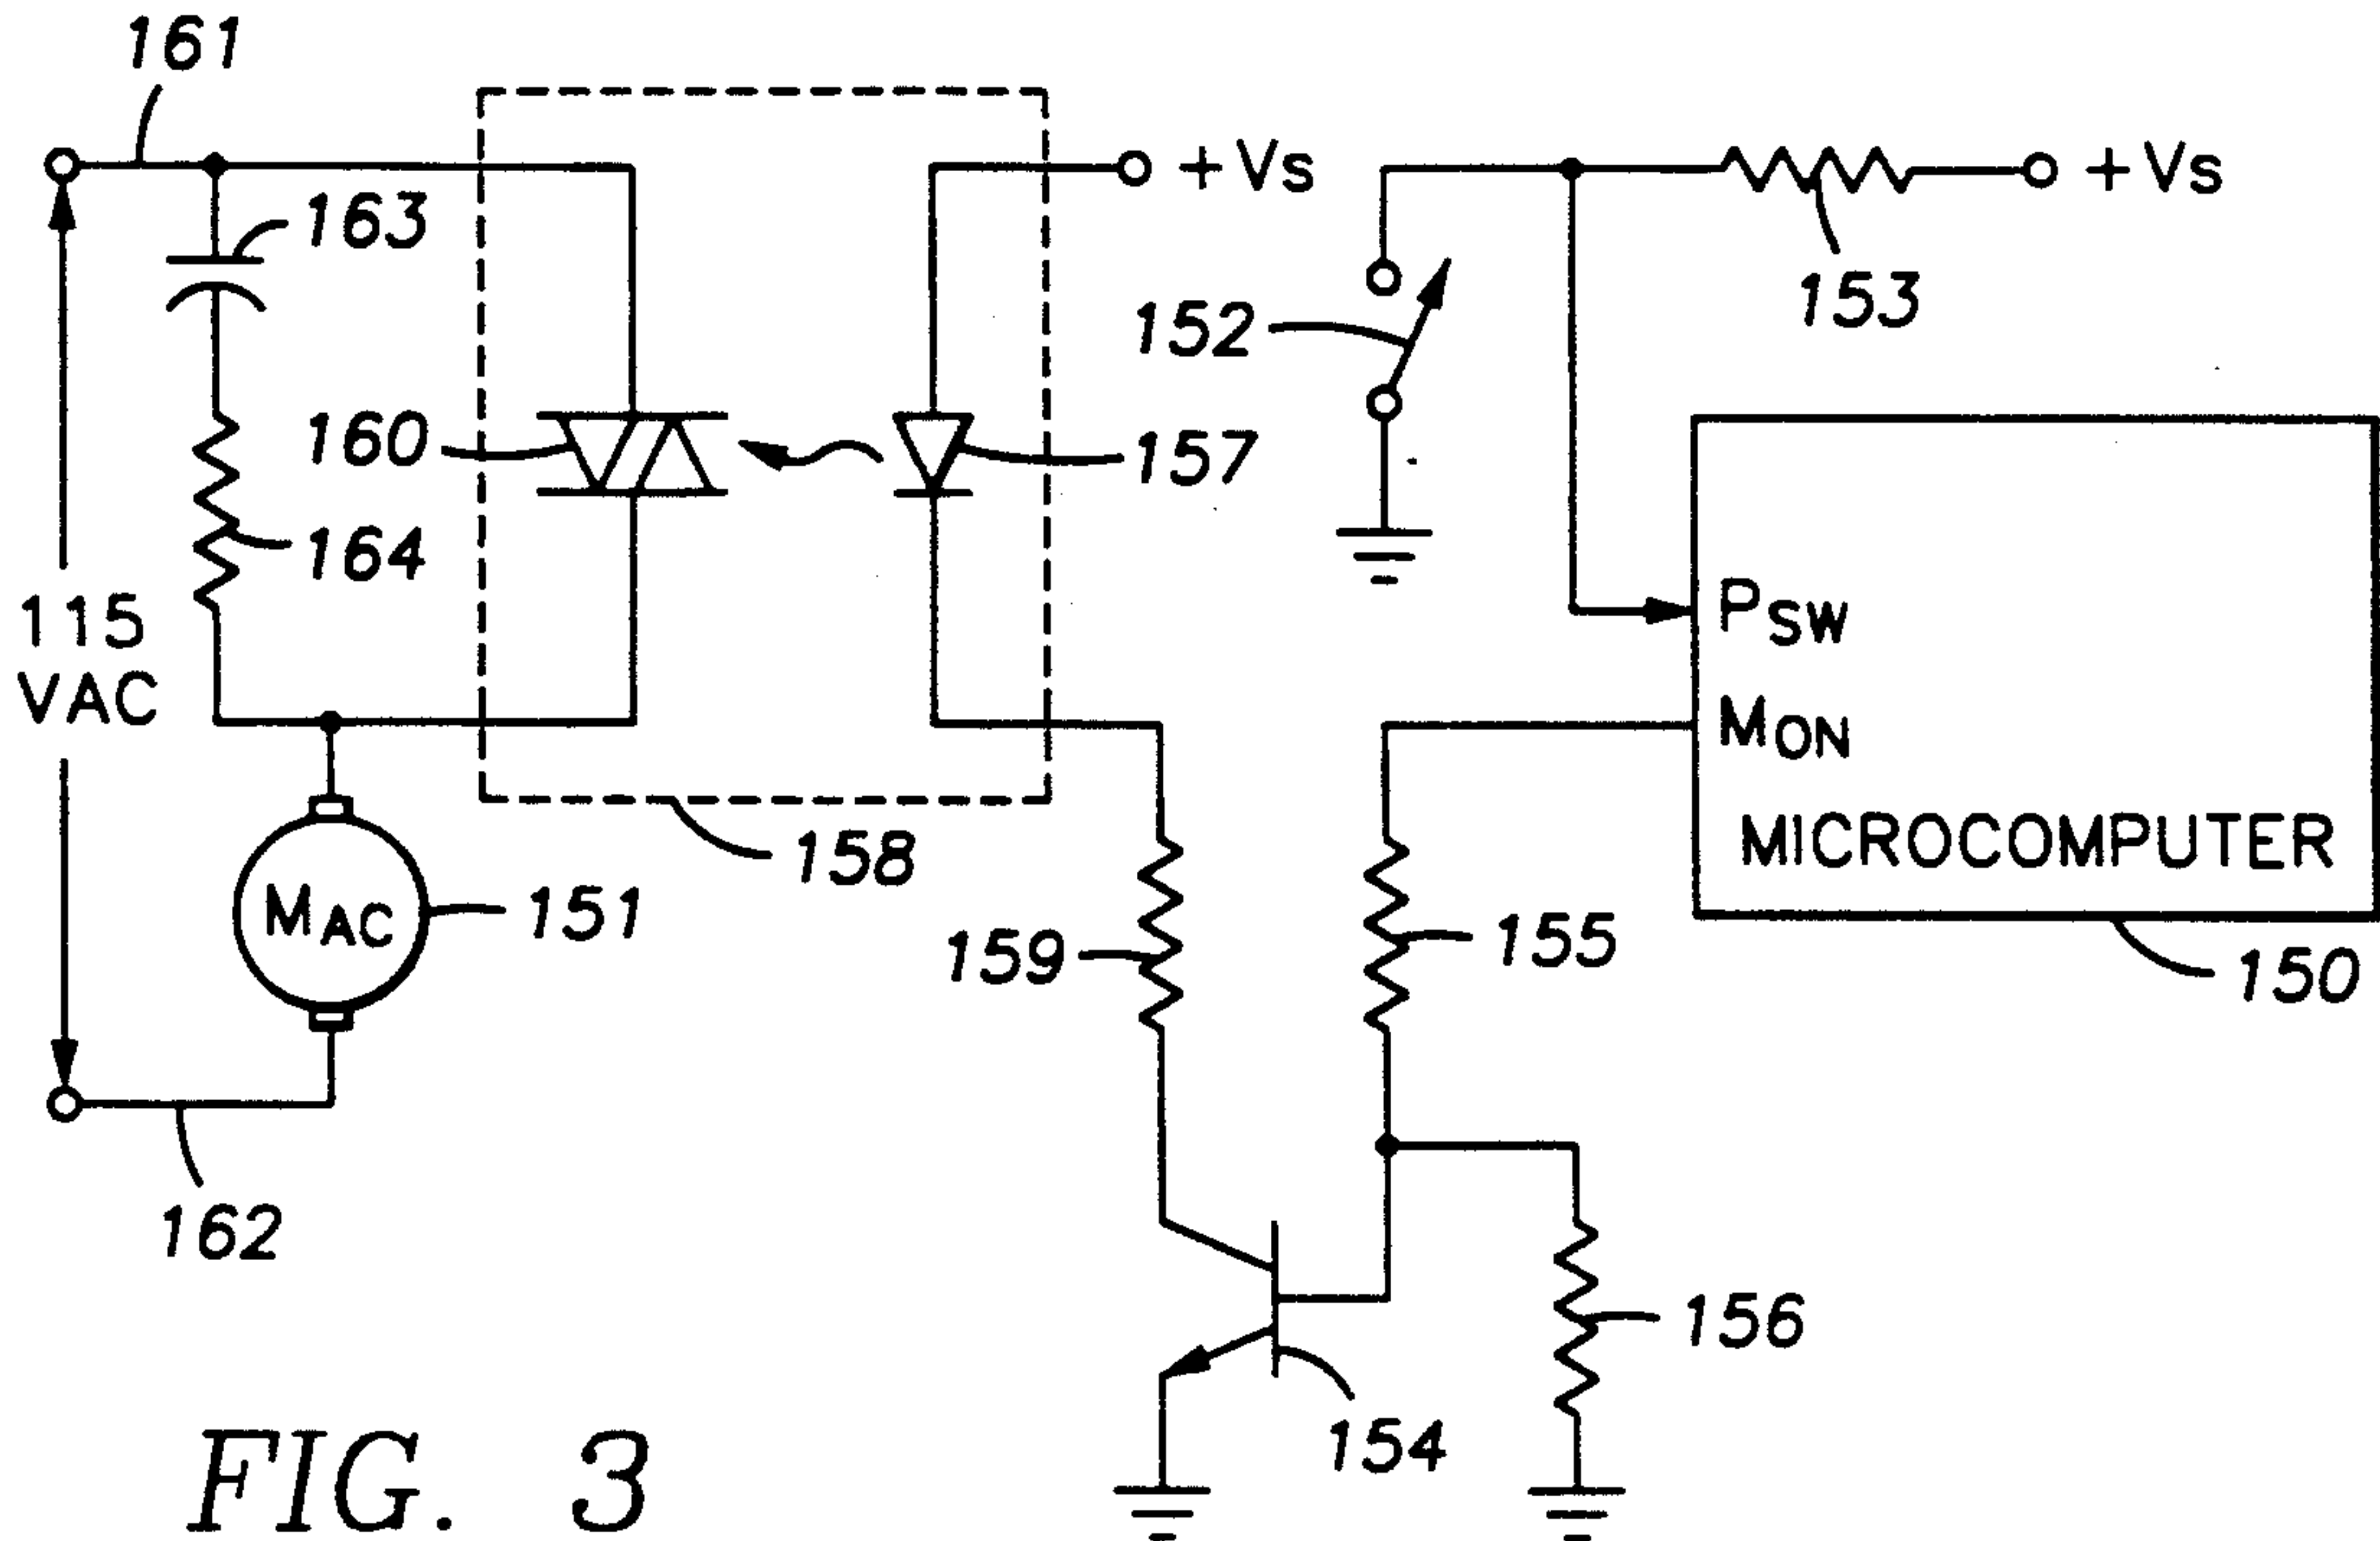 161
+Vs
+Vs
163
153
152
160
157
164
115
VAC
PSW
MON
MICROCOMPUTER
158
MAC
151
159
155
150
162
156
154
FIG. 3